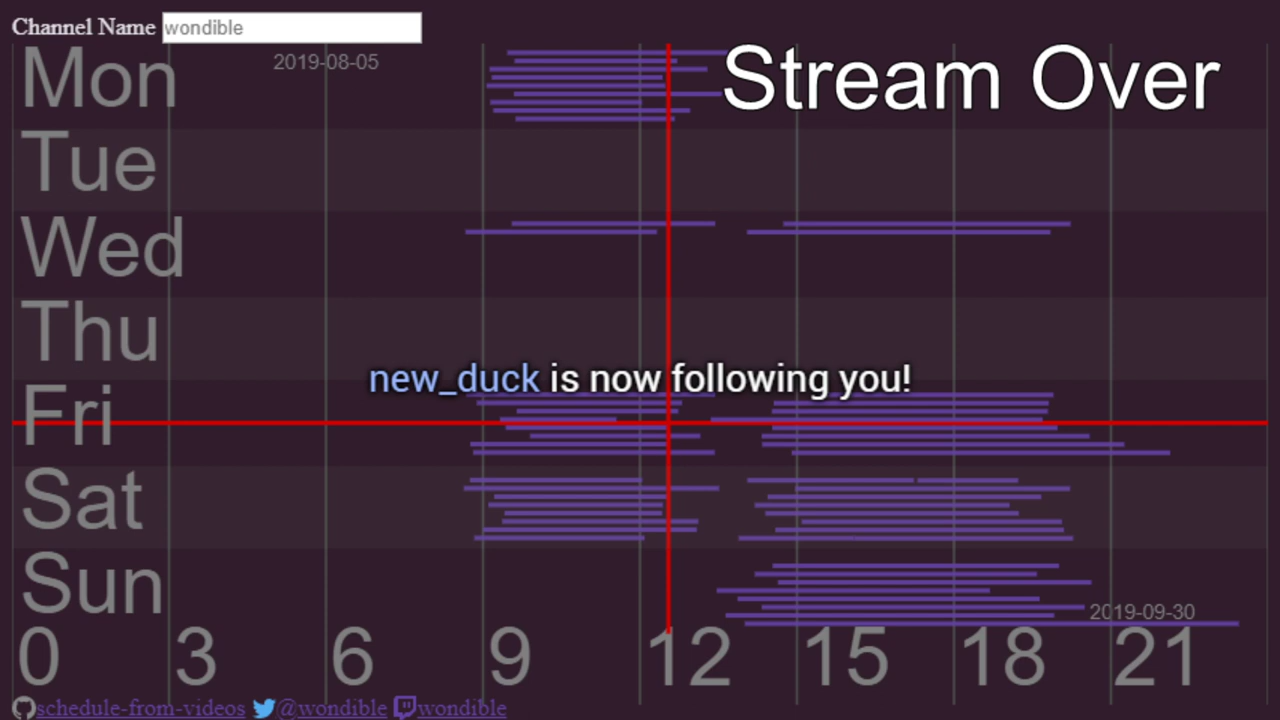 Channel Name wondible
Mon
2019-08-05
Stream Over
Tue
Wed
Thu
new_duck is now following you!
Fri
Sat
Sun
2019-09-30
0 3 6 9 12 15 18 21
schedule-from-videos @wondible wondible